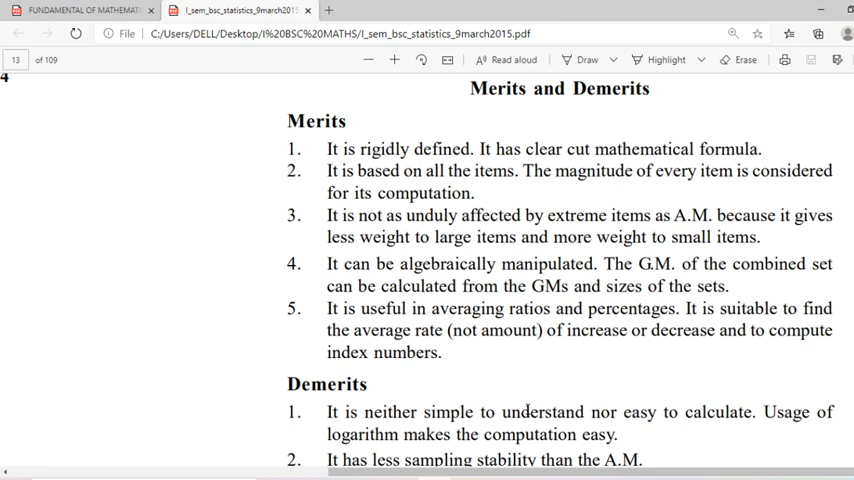 FUNDAMENTAL OF MATHEMATI
I_sem_bsc_statistics_9march2015.
File
C:/Users/DELL/Desktop/I%20BSC%20MATHS/I_sem_bsc_statistics_9march2015.pdf
13 of 109
Read aloud
Draw
Highlight
Erase
4
Merits and Demerits
Merits
1. It is rigidly defined. It has clear cut mathematical formula.
2. It is based on all the items. The magnitude of every item is considered
for its computation.
3. It is not as unduly affected by extreme items as A.M. because it gives
less weight to large items and more weight to small items.
4. It can be algebraically manipulated. The G.M. of the combined set
can be calculated from the GMs and sizes of the sets.
5. It is useful in averaging ratios and percentages. It is suitable to find
the average rate (not amount) of increase or decrease and to compute
index numbers.
Demerits
1. It is neither simple to understand nor easy to calculate. Usage of
logarithm makes the computation easy.
2. It has less sampling stability than the A.M.